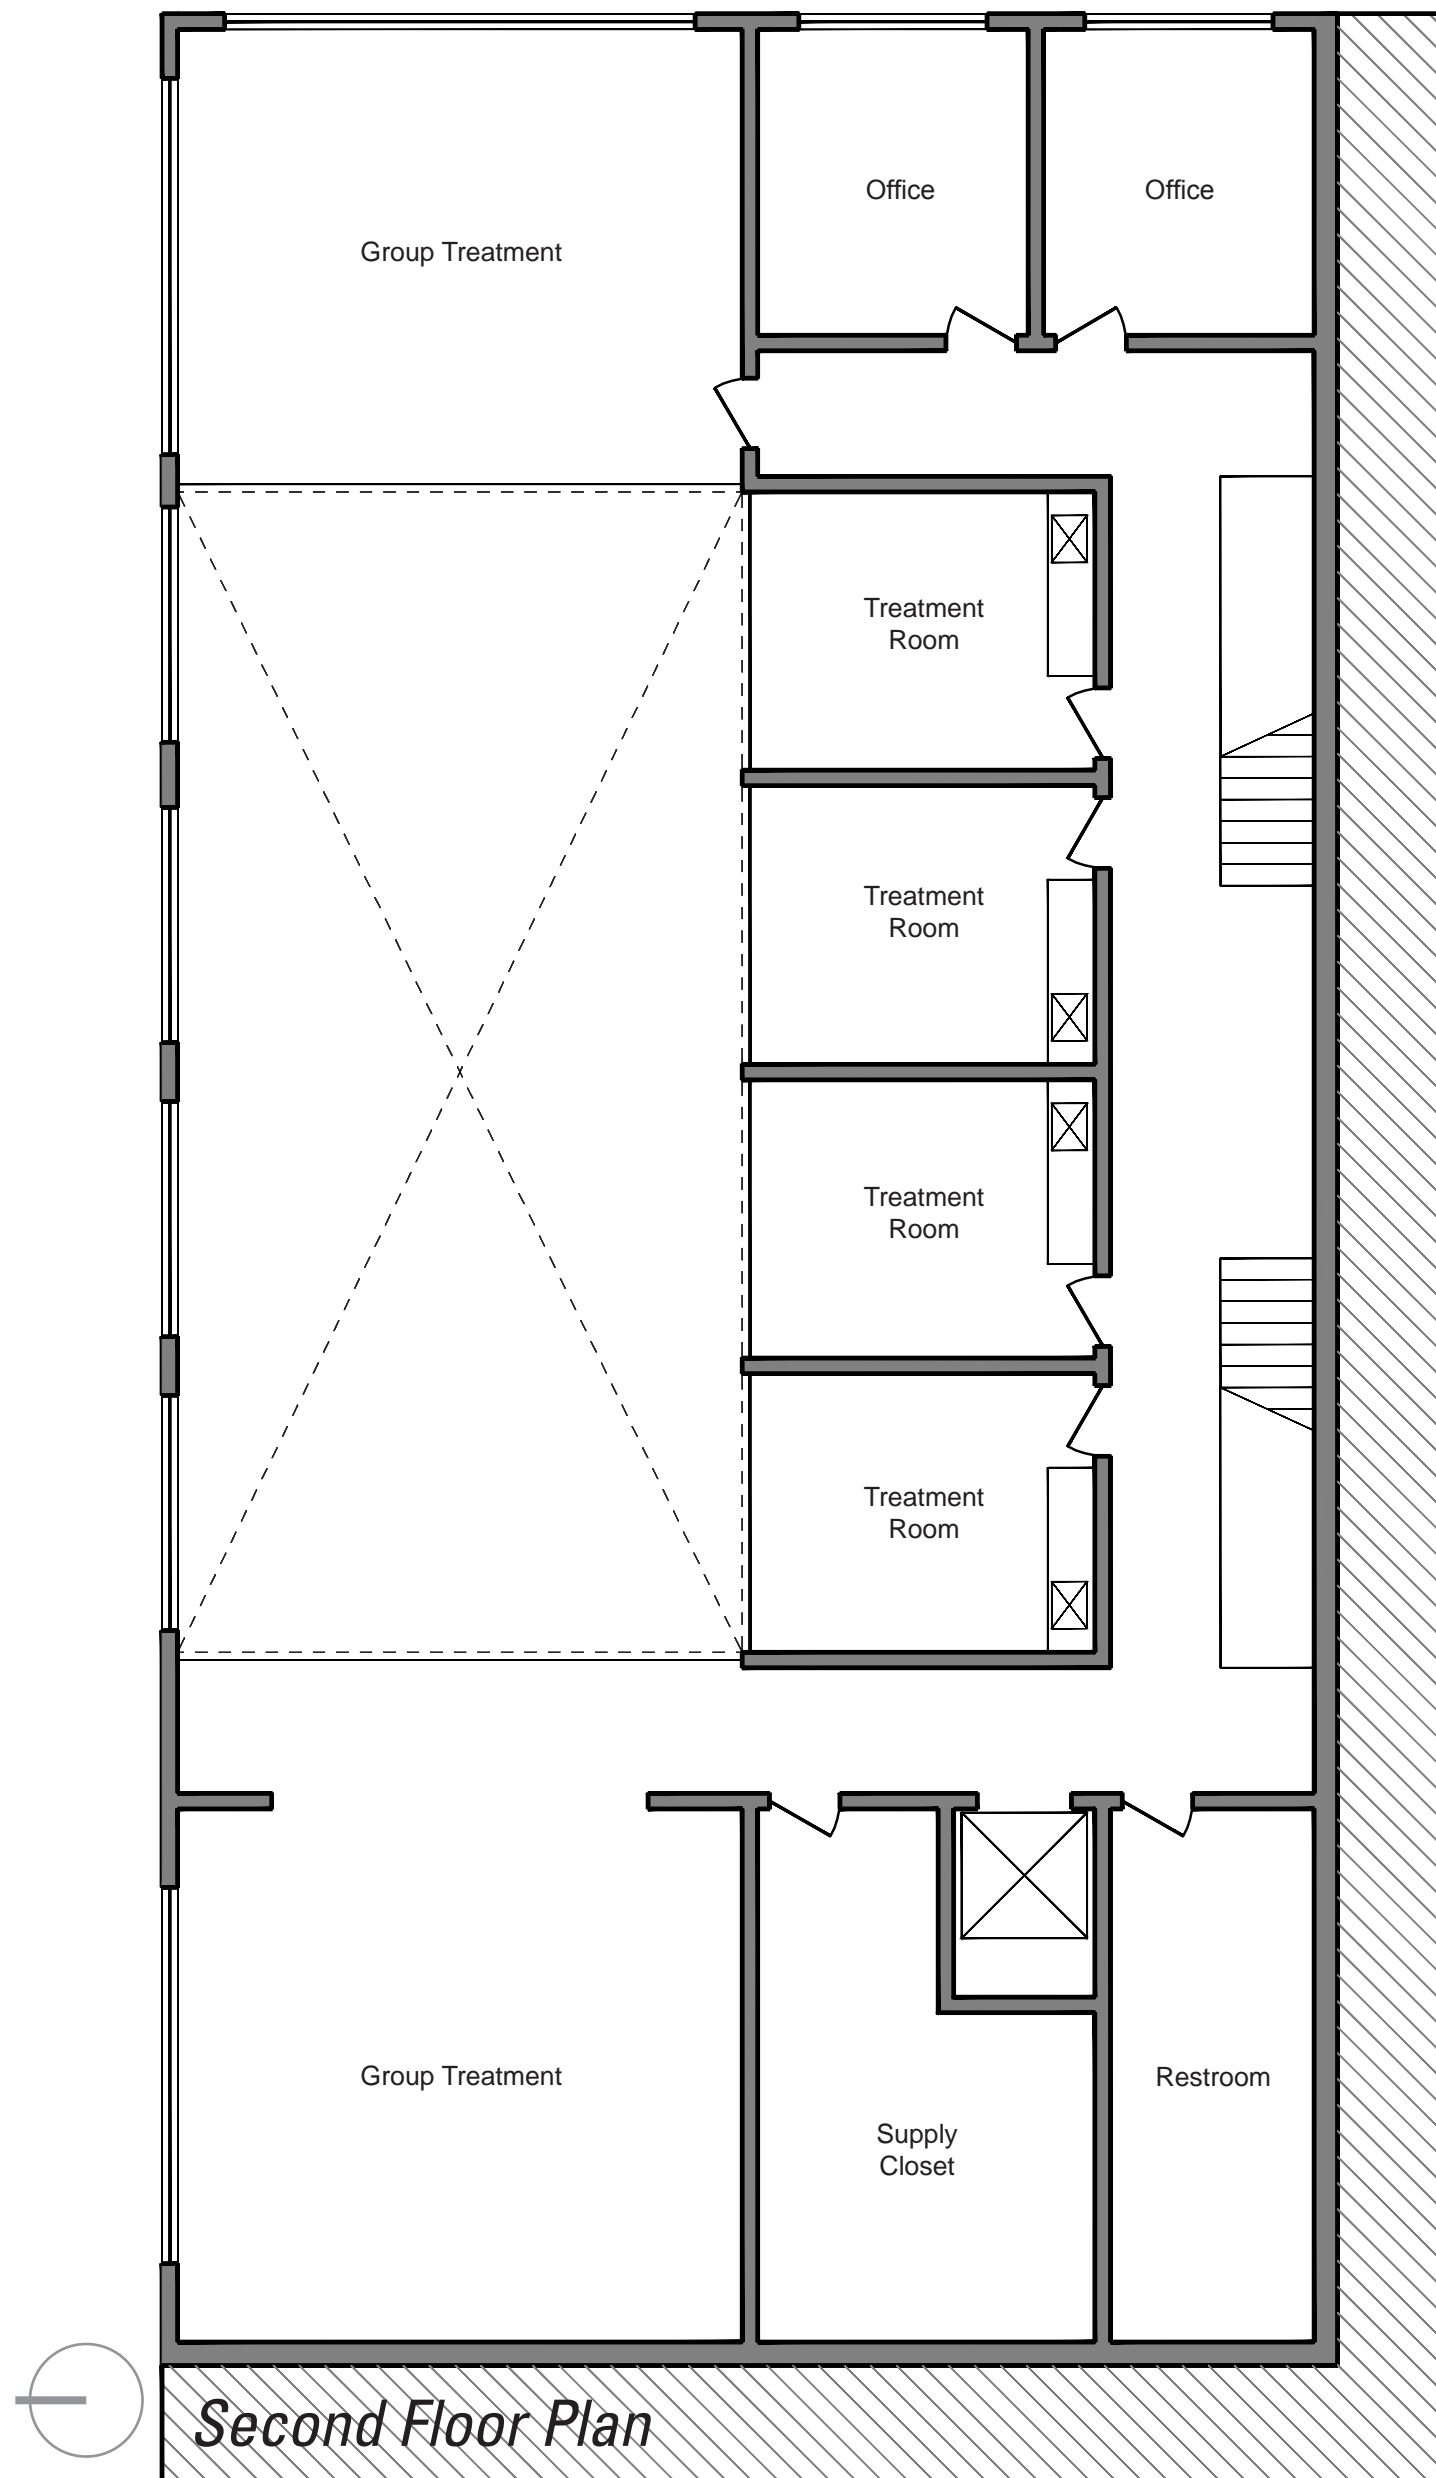 Office
Office
Group Treatment
Treatment
Room
Treatment
Room
Treatment
Room
Treatment
Room
Group Treatment
Restroom
Supply
Closet
Second Floor Plan